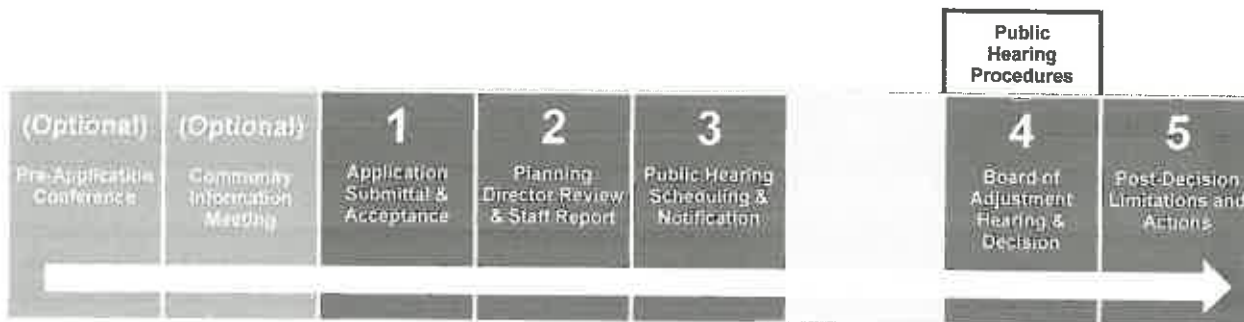 Public
Hearing
Procedures
(Optional)
Pre-Application
Conference
(Optional)
Community
Information
Meeting
1
Application
Submittal &
Acceptance
2
Planning
Director Review
& Staff Report
3
Public Hearing
Scheduling &
Notification
4
Board of
Adjustment
Hearing &
Decision
5
Post-Decision
Limitations and
Actions